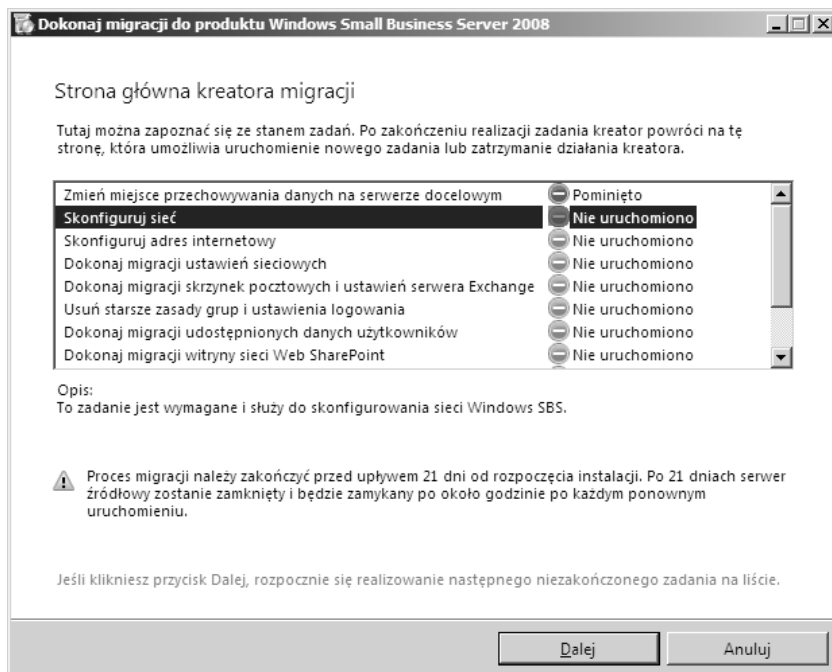 Dokonaj migracji do produktu Windows Small Business Server 2008
Strona główna kreatora migracji
Tutaj można zapoznać się ze stanem zadań. Po zakończeniu realizacji zadania kreator powróci na tę
stronę, która umożliwia uruchomienie nowego zadania lub zatrzymanie działania kreatora.
Zmień miejsce przechowywania danych na serwerze docelowym Pominięto
Skonfiguruj sieć Nie uruchomiono
Skonfiguruj adres internetowy Nie uruchomiono
Dokonaj migracji ustawień sieciowych Nie uruchomiono
Dokonaj migracji skrzynek pocztowych i ustawień serwera Exchange Nie uruchomiono
Usuń starsze zasady grup i ustawienia logowania Nie uruchomiono
Dokonaj migracji udostępnionych danych użytkowników Nie uruchomiono
Dokonaj migracji witryny sieci Web SharePoint Nie uruchomiono
Opis:
To zadanie jest wymagane i służy do skonfigurowania sieci Windows SBS.
Proces migracji należy zakończyć przed upływem 21 dni od rozpoczęcia instalacji. Po 21 dniach serwer
źródłowy zostanie zamknięty i będzie zamykany po około godzinie po każdym ponownym
uruchomieniu.
Jeśli klikniesz przycisk Dalej, rozpocznie się realizowanie następnego niezakończonego zadania na liście.
Dalej Anuluj